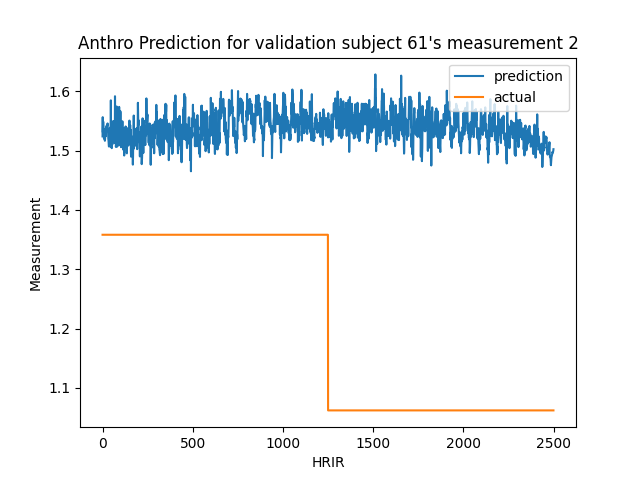 Anthro Prediction for validation subject 61's measurement 2
prediction
actual
Measurement
1.6
1.5
1.4
1.3
1.2
1.1
0 500 1000 1500 2000 2500
HRIR